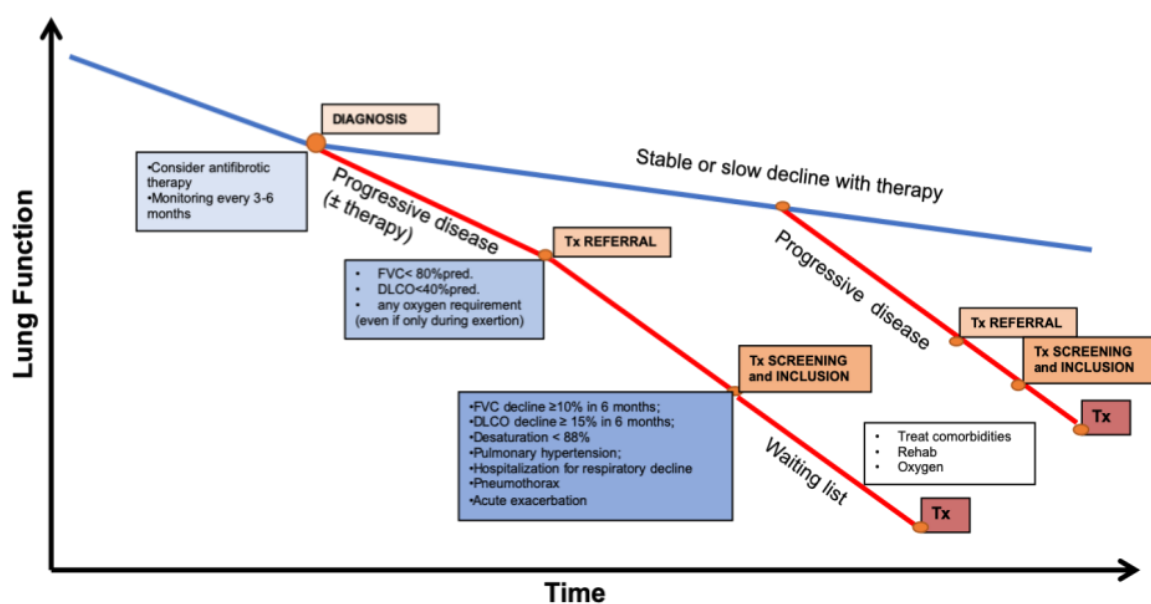 Lung Function
DIAGNOSIS
•Consider antifibrotic
therapy
•Monitoring every 3-6
months
Progressive disease
(± therapy)
Stable or slow decline with therapy
Tx REFERRAL
• FVC< 80%pred.
• DLCO<40%pred.
• any oxygen requirement
(even if only during exertion)
Progressive disease
Tx REFERRAL
Tx SCREENING
and INCLUSION
Tx SCREENING
and INCLUSION
•FVC decline ≥10% in 6 months;
•DLCO decline ≥ 15% in 6 months;
•Desaturation < 88%
•Pulmonary hypertension;
•Hospitalization for respiratory decline
•Pneumothorax
•Acute exacerbation
Waiting list
• Treat comorbidities
• Rehab
• Oxygen
Tx
Tx
Time